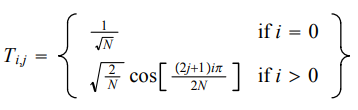 T_{i,j} = { 1/√N if i = 0
√(2/N) cos[ (2j+1)iπ / 2N ] if i > 0 }